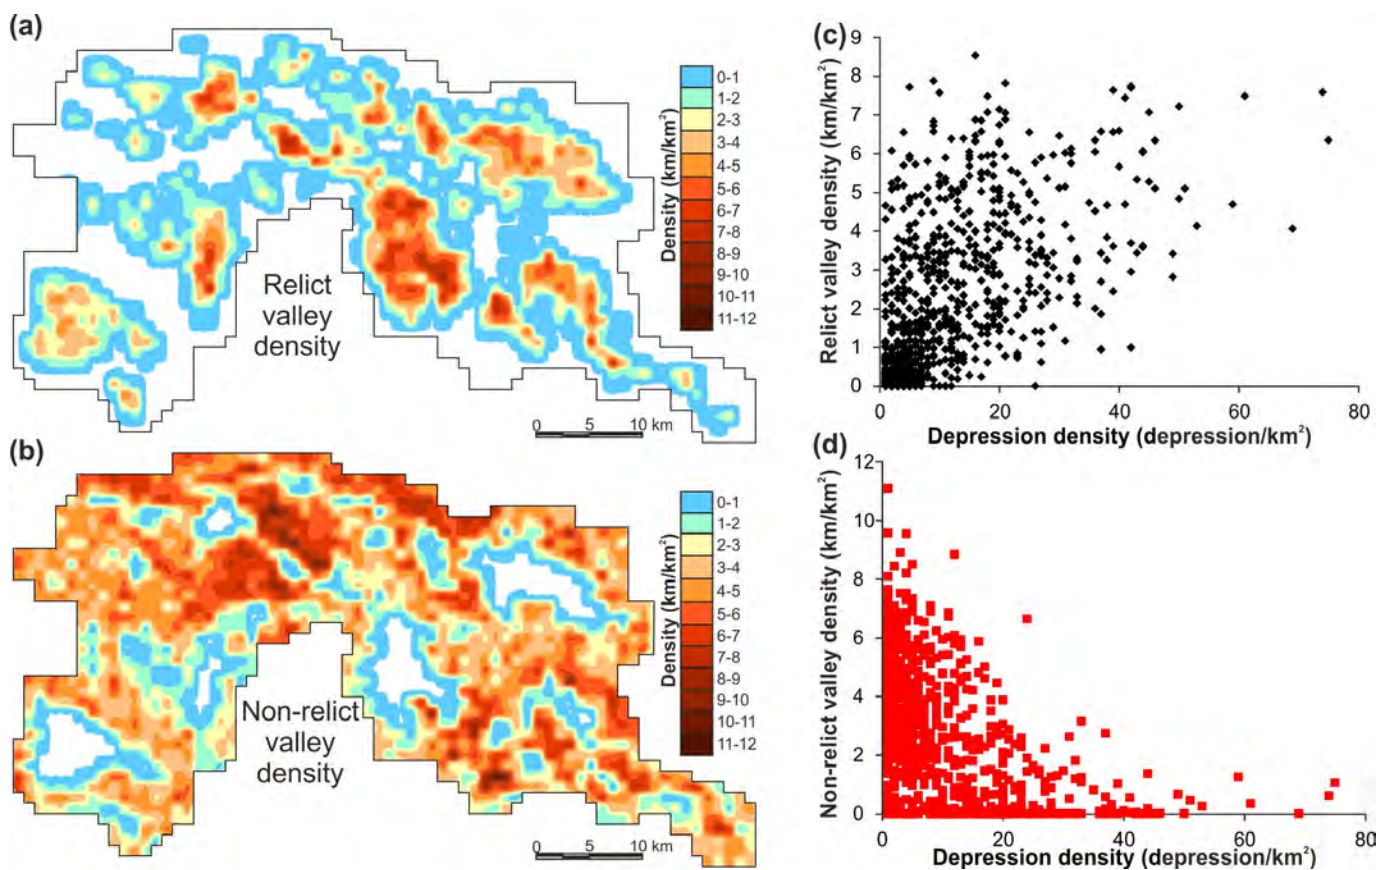 (a)
Density (km/km²)
0-1
1-2
2-3
3-4
4-5
5-6
6-7
7-8
8-9
9-10
10-11
11-12
Relict
valley
density
0 5 10 km
(b)
Density (km/km²)
0-1
1-2
2-3
3-4
4-5
5-6
6-7
7-8
8-9
9-10
10-11
11-12
Non-relict
valley
density
0 5 10 km
(c)
Relict valley density (km/km²)
9
8
7
6
5
4
3
2
1
0
0 20 40 60 80
Depression density (depression/km²)
(d)
Non-relict valley density (km/km²)
12
10
8
6
4
2
0
0 20 40 60 80
Depression density (depression/km²)